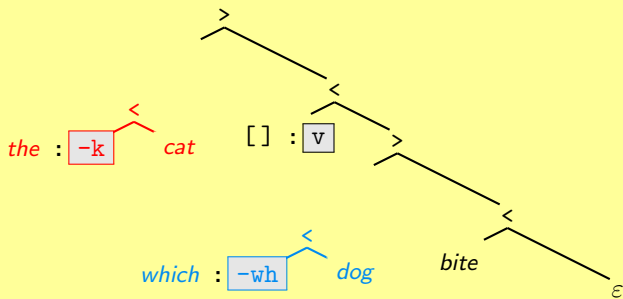 >
<
< [] : v >
the : -k cat
< <
which : -wh dog bite
ε